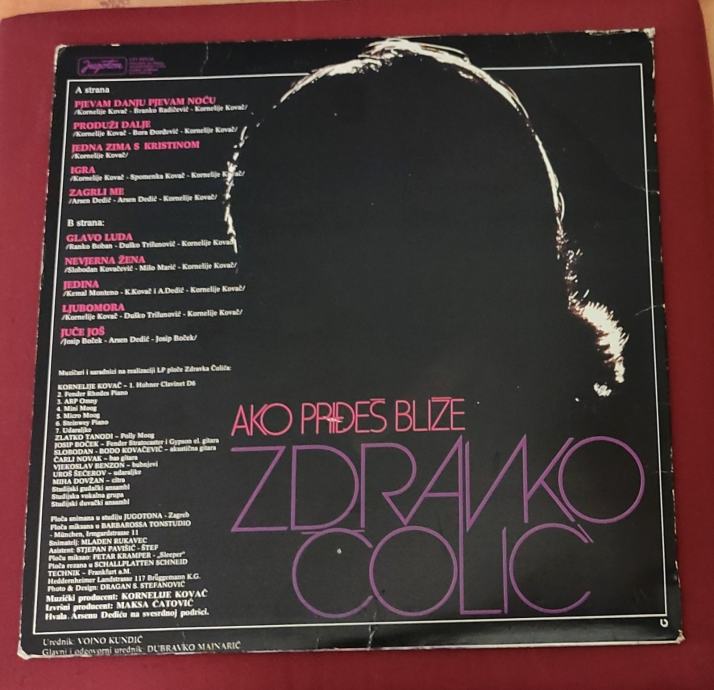 Jugoton
A strana
PJEVAM DANJU PJEVAM NOĆU
/Kornelije Kovač - Branko Radičević - Kornelije Kovač/
PRODUŽI DALJE
/Kornelije Kovač - Bora Đorđević - Kornelije Kovač/
JEDNA ZIMA S KRISTINOM
/Kornelije Kovač/
IGRA
/Kornelije Kovač - Spomenka Kovač - Kornelije Kovač/
ZAGRLI ME
/Arsen Dedić - Arsen Dedić - Kornelije Kovač/
B strana:
GLAVO LUDA
/Ranko Boban - Duško Trifunović - Kornelije Kovač/
NEVJERNA ŽENA
/Slobodan Kovačević - Milo Marić - Kornelije Kovač/
JEDINA
/Kemal Monteno - K.Kovač i A.Dedić - Kornelije Kovač/
LJUBOMORA
/Kornelije Kovač - Duško Trifunović - Kornelije Kovač/
JUČE JOŠ
/Josip Boček - Arsen Dedić - Josip Boček/
Muzičari i saradnici na realizaciji LP ploče Zdravka Čolića:
KORNELIJE KOVAČ – 1. Hohner Clavinet D6
2. Fender Rhodes Piano
3. ARP Omny
4. Mini Moog
5. Micro Moog
6. Steinwey Piano
7. Udaraljke
ZLATKO TANODI – Polly Moog
JOSIP BOČEK – Fender Stratocaster i Gypson el. gitara
SLOBODAN - BODO KOVAČEVIĆ – akustična gitara
ČARLI NOVAK – bas gitara
VJEKOSLAV BENZON – bubnjevi
UROŠ ŠEĆEROV – udaraljke
MIHA DOVŽAN – citra
Studijski gudački ansambl
Studijska vokalna grupa
Studijski duvački ansambl
Ploča snimana u studiju JUGOTONA - Zagreb
Ploča miksana u BARBAROSSA TONSTUDIO
- München, Irmgardstrasse 11
Snimatelj: MLADEN RUKAVEC
Asistent: STJEPAN PAVIŠIĆ - ŠTEF
Ploču miksao: PETAR KRAMPER - „Sleeper"
Ploča rezana u SCHALLPLATTEN SCHNEID
TECHNIK – Frankfurt a.M.
Heddernheimer Landstrasse 117 Brüggemann K.G.
Photo & Design: DRAGAN S. STEFANOVIĆ
Muzički producent: KORNELIJE KOVAČ
Izvršni producent: MAKSA ĆATOVIĆ
Hvala Arsenu Dediću na svesrdnoj podršci.
Urednik: VOJNO KUNDIĆ
Glavni i odgovorni urednik: DUBRAVKO MAJNARIĆ
AKO PRIĐEŠ BLIŽE
ZDRAVKO
ČOLIĆ